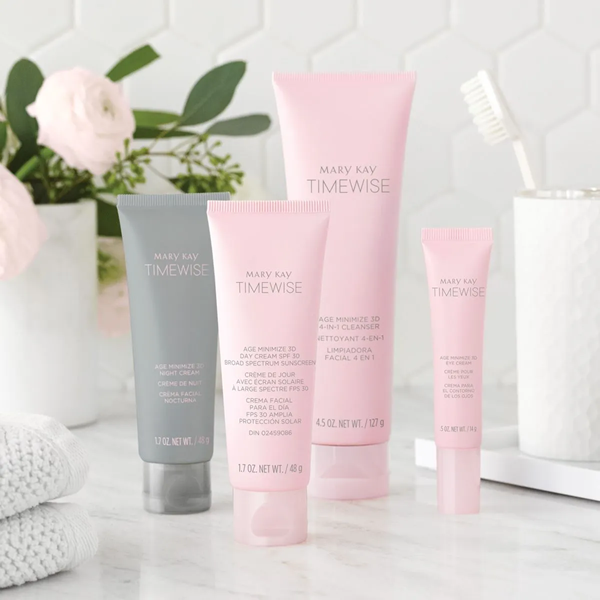 MARY KAY
TIMEWISE
AGE MINIMIZE 3D
NIGHT CREAM
CRÈME DE NUIT
CREMA FACIAL
NOCTURNA
1.7 OZ. NET WT. / 48 g
MARY KAY
TIMEWISE
AGE MINIMIZE 3D
DAY CREAM SPF 30
BROAD SPECTRUM SUNSCREEN
CRÈME DE JOUR
AVEC ÉCRAN SOLAIRE
À LARGE SPECTRE FPS 30
CREMA FACIAL
PARA EL DÍA
FPS 30 AMPLIA
PROTECCIÓN SOLAR
DIN 02459086
1.7 OZ. NET WT. / 48 g
MARY KAY
TIMEWISE
AGE MINIMIZE 3D
4-IN-1 CLEANSER
NETTOYANT 4-EN-1
LIMPIADORA
FACIAL 4 EN 1
4.5 OZ. NET WT. / 127 g
MARY KAY
TIMEWISE
AGE MINIMIZE 3D
EYE CREAM
CRÈME POUR
LES YEUX
CREMA PARA
EL CONTORNO
DE LOS OJOS
OZ. NET WT. / 14 g